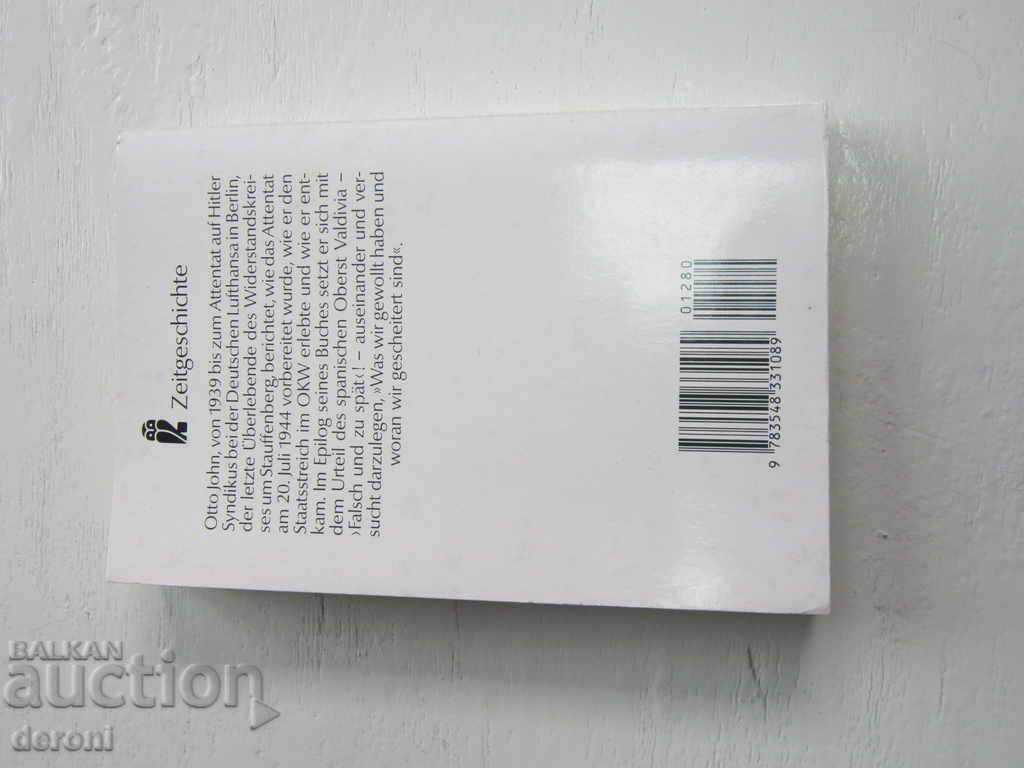 Zeitgeschichte
Otto John, von 1939 bis zum Attentat auf Hitler
Syndikus bei der Deutschen Lufthansa in Berlin,
der letzte Überlebende des Widerstandskrei-
ses um Stauffenberg, berichtet, wie das Attentat
am 20. Juli 1944 vorbereitet wurde, wie er den
Staatsstreich im OKW erlebte und wie er ent-
kam. Im Epilog seines Buches setzt er sich mit
dem Urteil des spanischen Oberst Valdivia –
›Falsch und zu spät‹! – auseinander und ver-
sucht darzulegen, »Was wir gewollt haben und
woran wir gescheitert sind«.
01280
9 783548 331089
BALKAN
auction
deroni